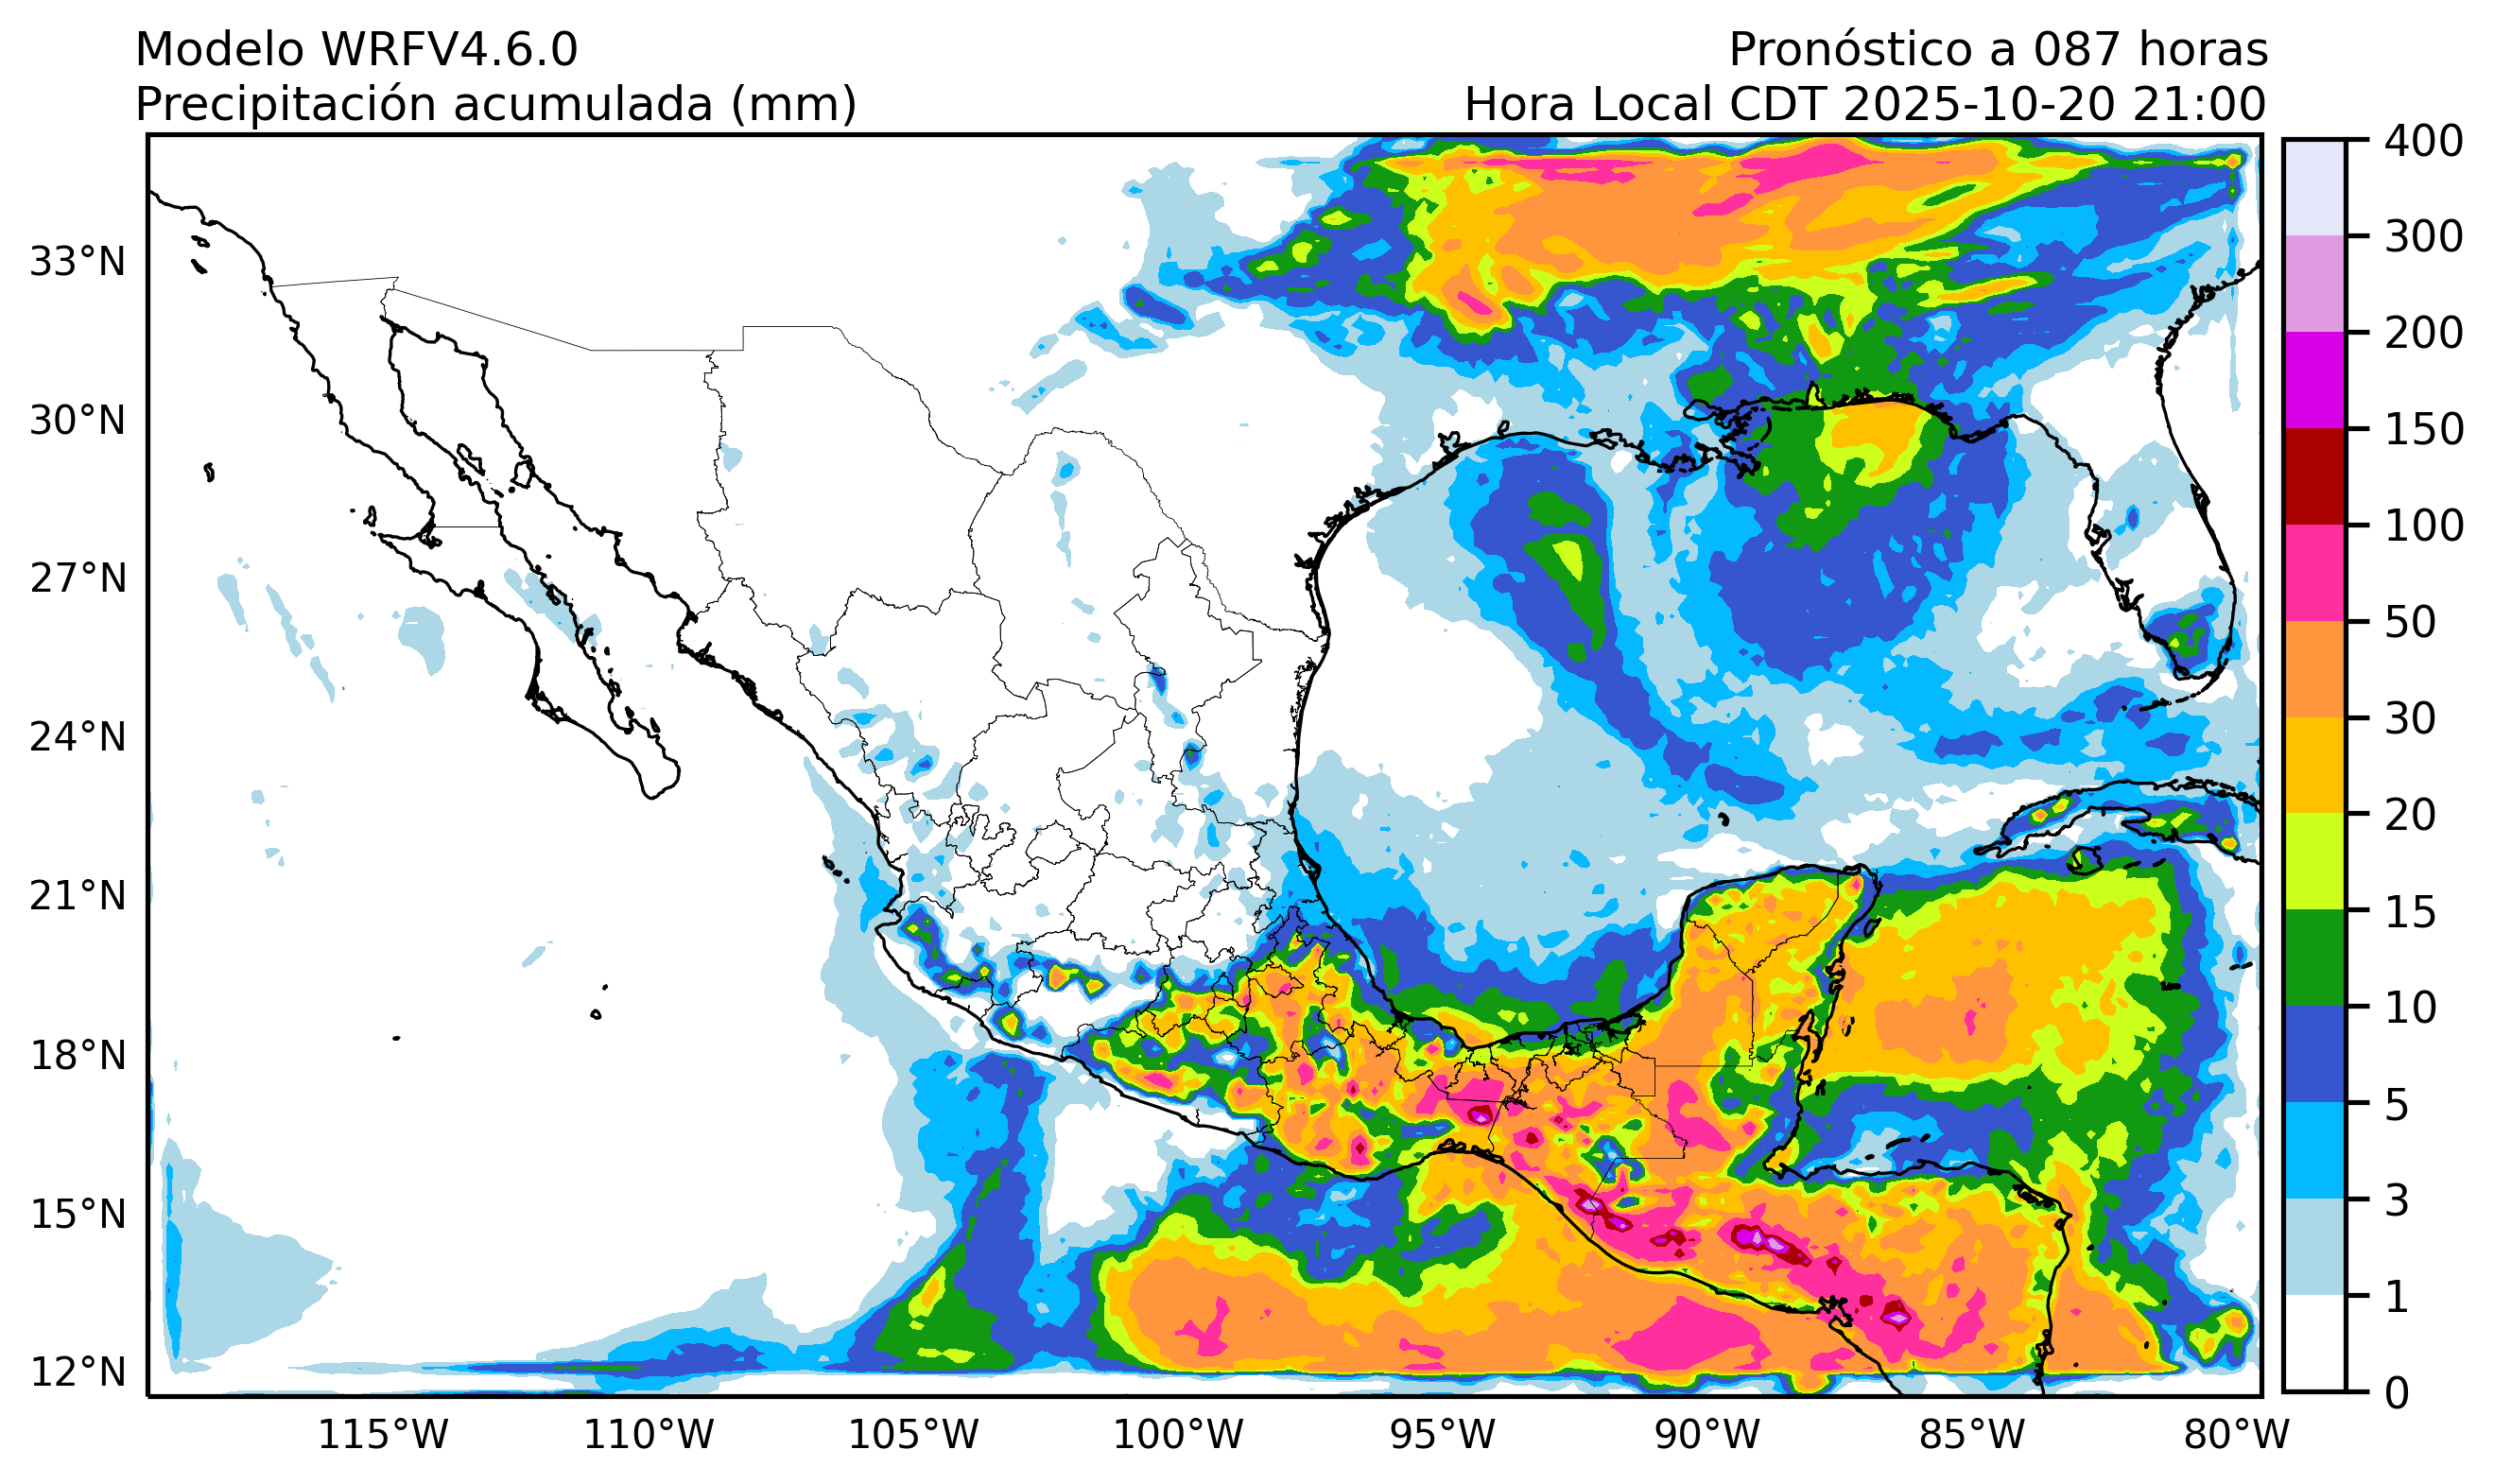 Modelo WRFV4.6.0
Pronóstico a 087 horas
Precipitación acumulada (mm)
Hora Local CDT 2025-10-20 21:00
33°N
30°N
27°N
24°N
21°N
18°N
15°N
12°N
115°W
110°W
105°W
100°W
95°W
90°W
85°W
80°W
400
300
200
150
100
50
30
20
15
10
5
3
1
0